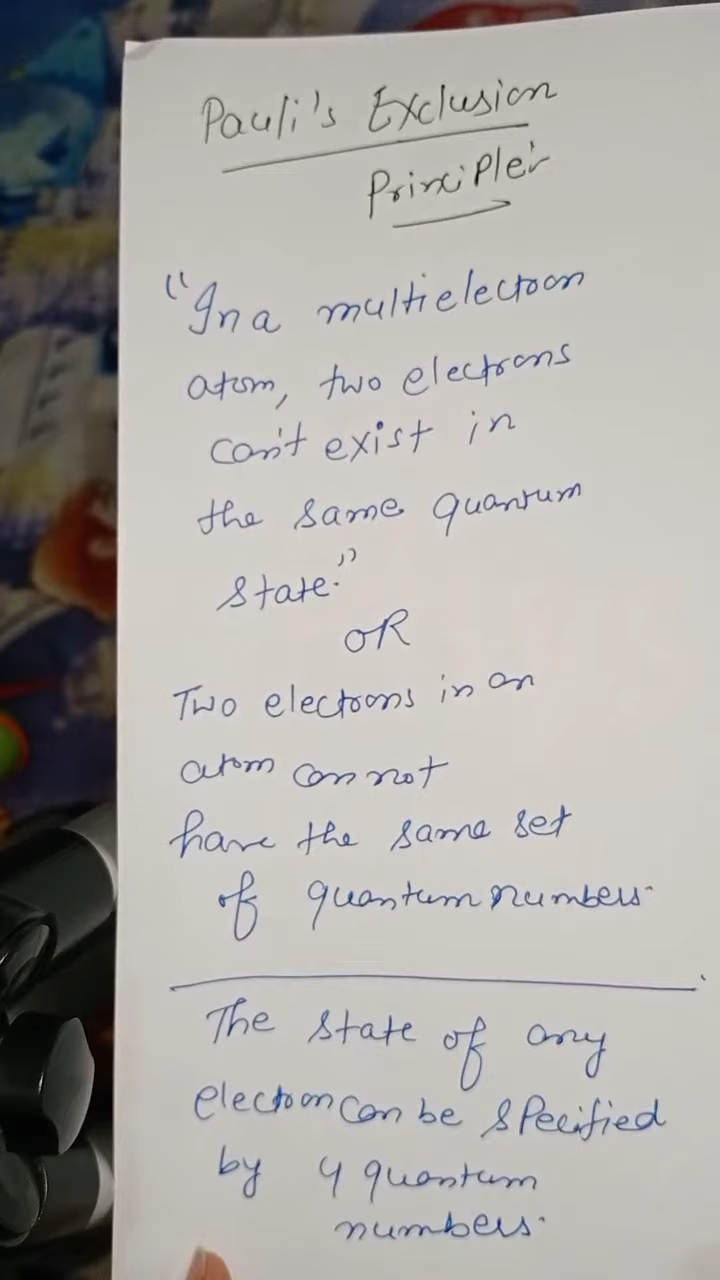 Pauli's Exclusion
Principle:-
"In a multielectron
atom, two electrons
can't exist in
the same quantum
state."
OR
Two electrons in an
atom can not
have the same set
of quantum numbers.
The state of any
electron can be specified
by 4 quantum
numbers.